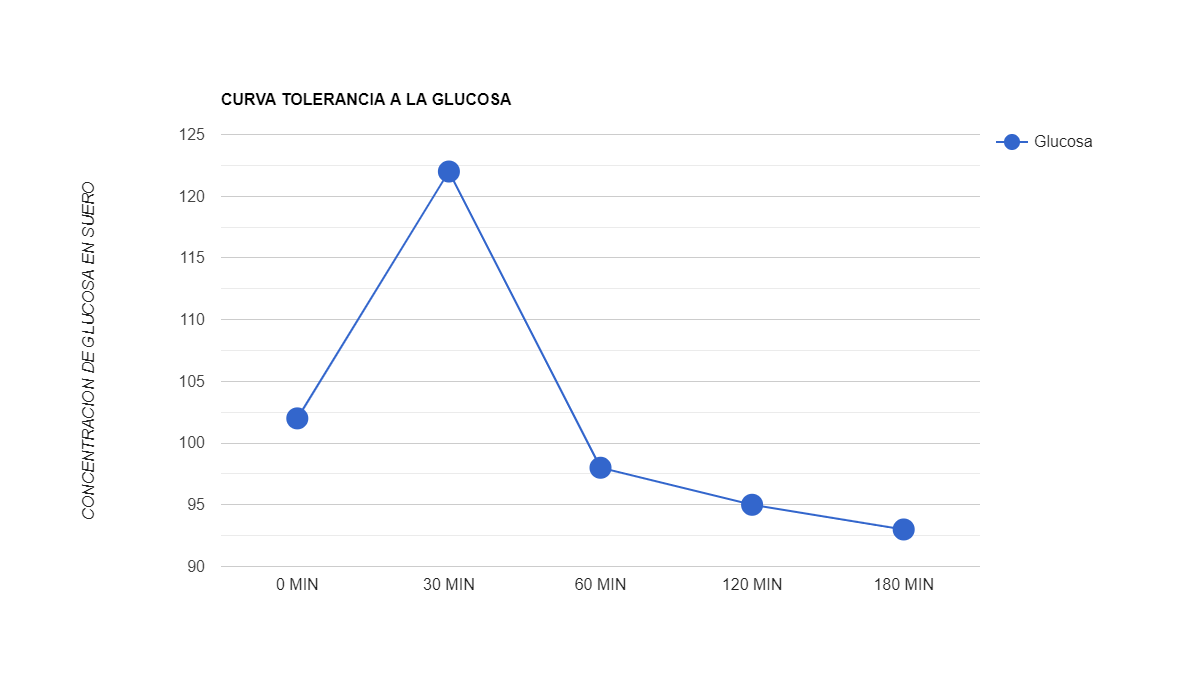 CURVA TOLERANCIA A LA GLUCOSA
Glucosa
CONCENTRACION DE GLUCOSA EN SUERO
125
120
115
110
105
100
95
90
0 MIN
30 MIN
60 MIN
120 MIN
180 MIN